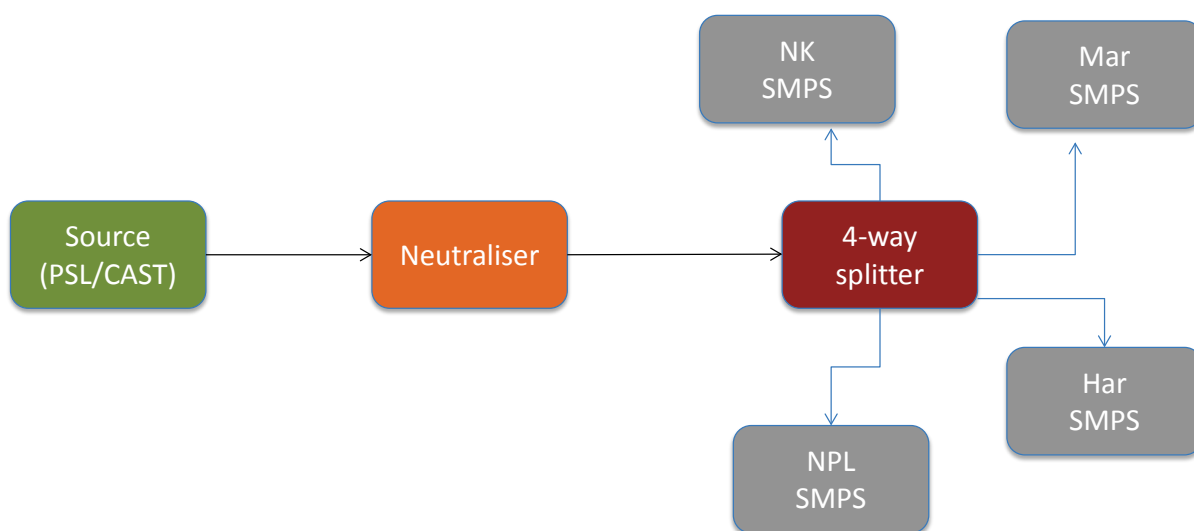 NK
SMPS
Mar
SMPS
Source
(PSL/CAST)
Neutraliser
4-way
splitter
Har
SMPS
NPL
SMPS